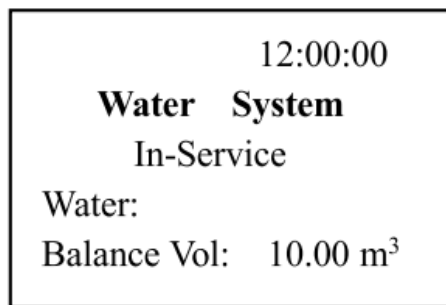 12:00:00
Water System
In-Service
Water:
Balance Vol: 10.00 m³